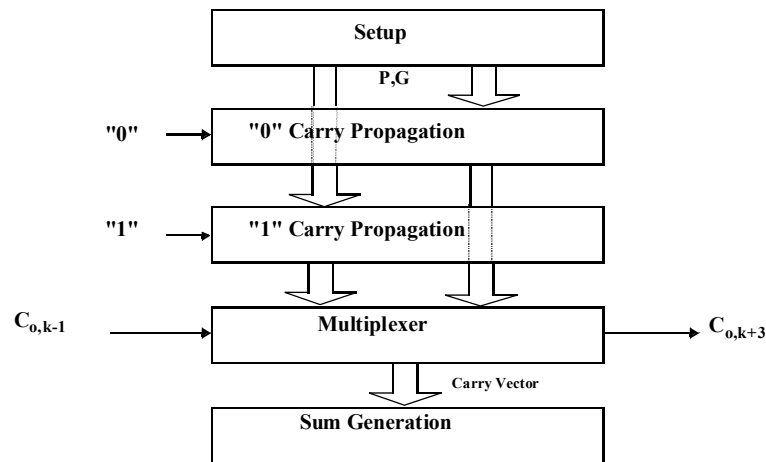 Setup
P,G
"0" "0" Carry Propagation
"1" "1" Carry Propagation
C_{o,k-1} Multiplexer C_{o,k+3}
Carry Vector
Sum Generation